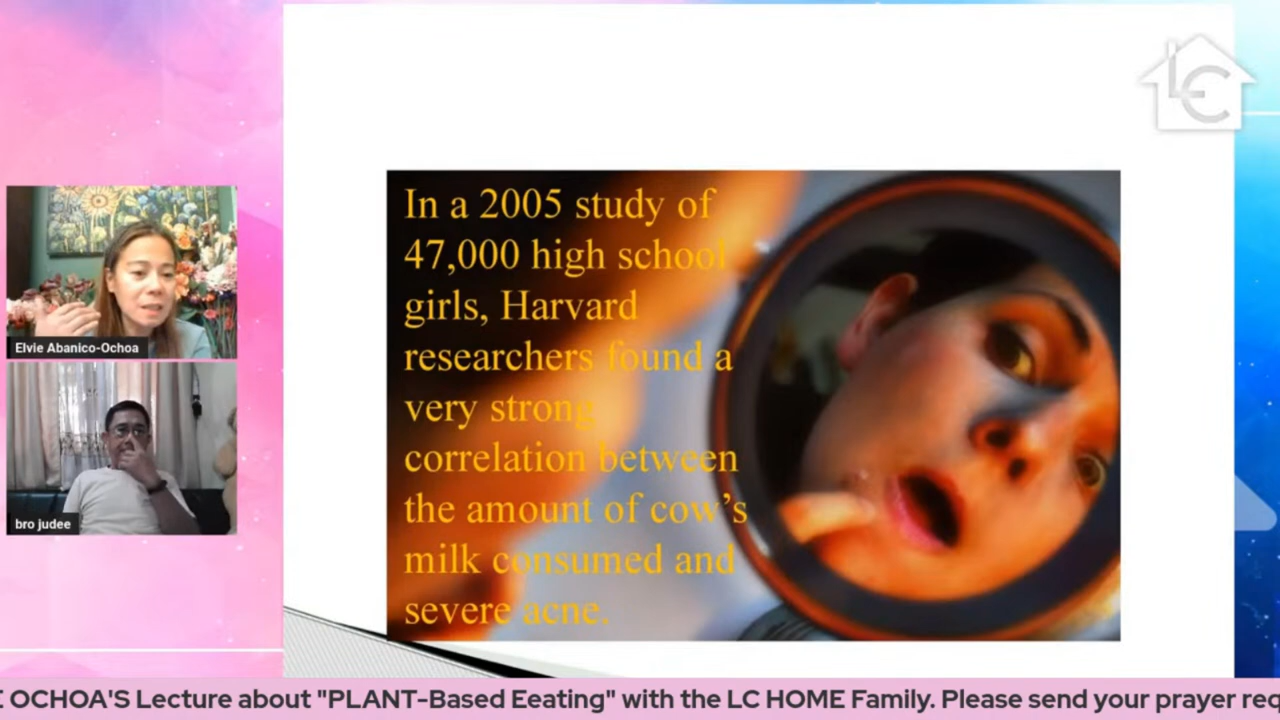 LC
In a 2005 study of
47,000 high school
girls, Harvard
researchers found a
very strong
correlation between
the amount of cow's
milk consumed and
severe acne.
Elvie Abanico-Ochoa
bro judee
E OCHOA'S Lecture about "PLANT-Based Eeating" with the LC HOME Family. Please send your prayer req